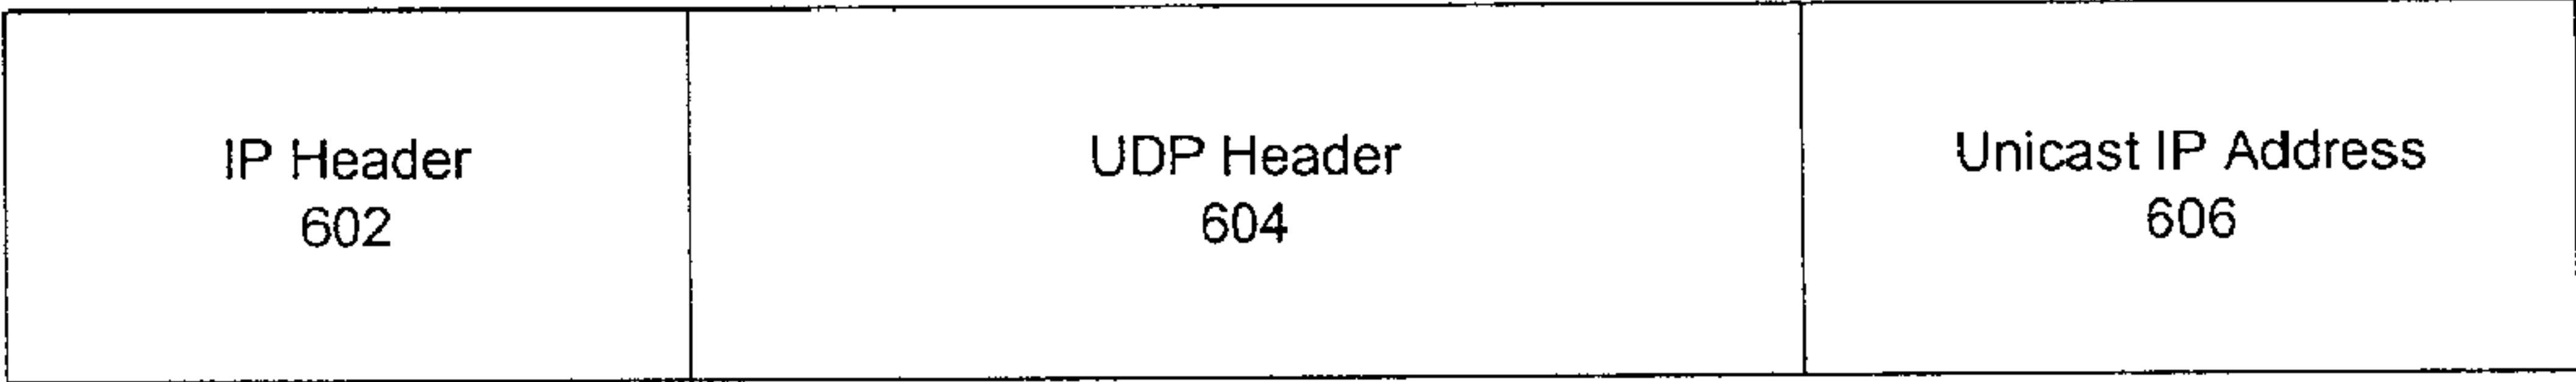 IP Header
602
UDP Header
604
Unicast IP Address
606